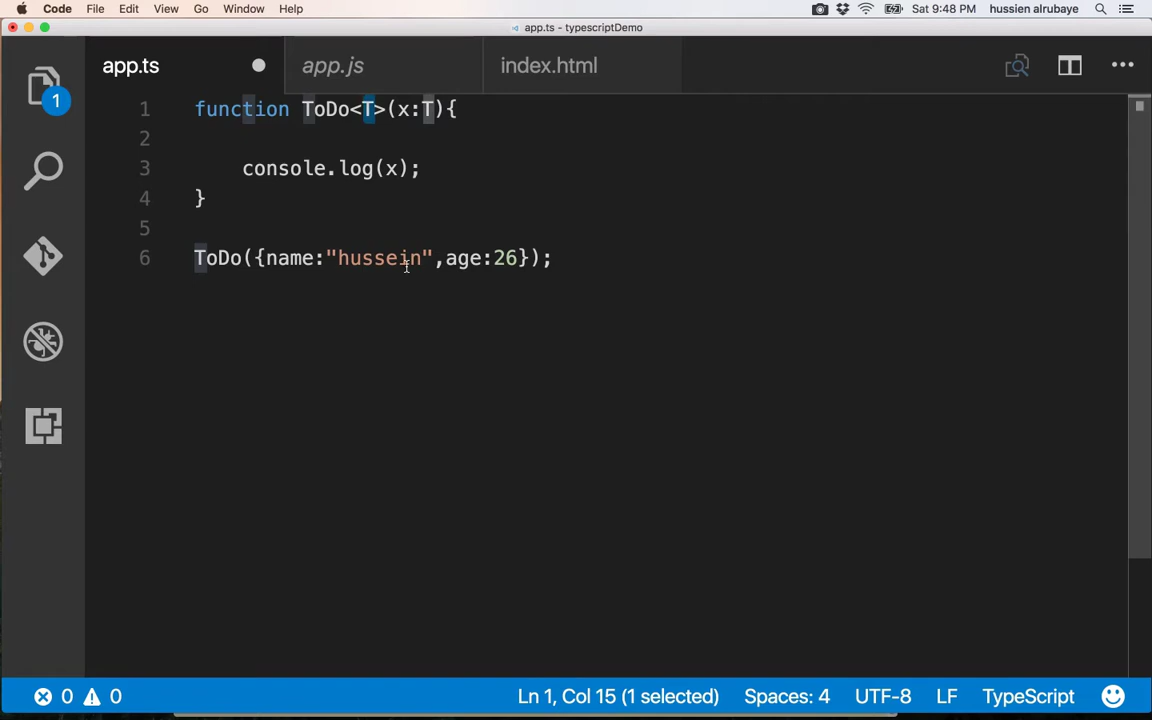 Code File Edit View Go Window Help Sat 9:48 PM hussien alrubaye
app.ts - typescriptDemo
app.ts app.js index.html
1
1 function ToDo<T>(x:T){
2
3 console.log(x);
4 }
5
6 ToDo({name:"hussein",age:26});
0 0 Ln 1, Col 15 (1 selected) Spaces: 4 UTF-8 LF TypeScript